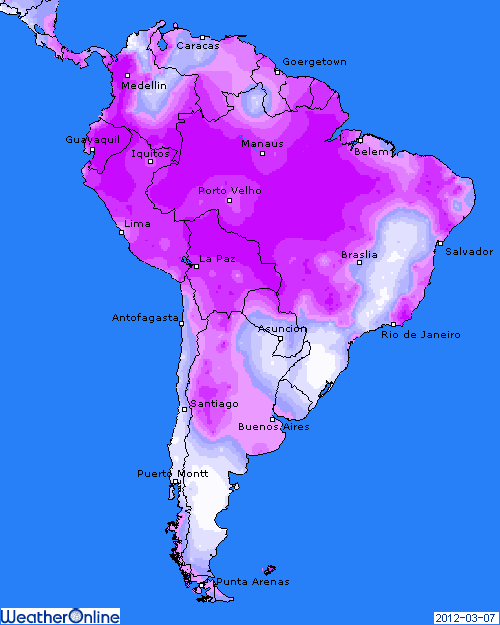 Caracas
Goergetown
Medellin
Guayaquil
Iquitos
Manaus
Belem
Porto Velho
Lima
La Paz
Braslia
Salvador
Antofagasta
Asuncion
Rio de Janeiro
Santiago
Buenos Aires
Puerto Montt
Punta Arenas
WeatherOnline
2012-03-07